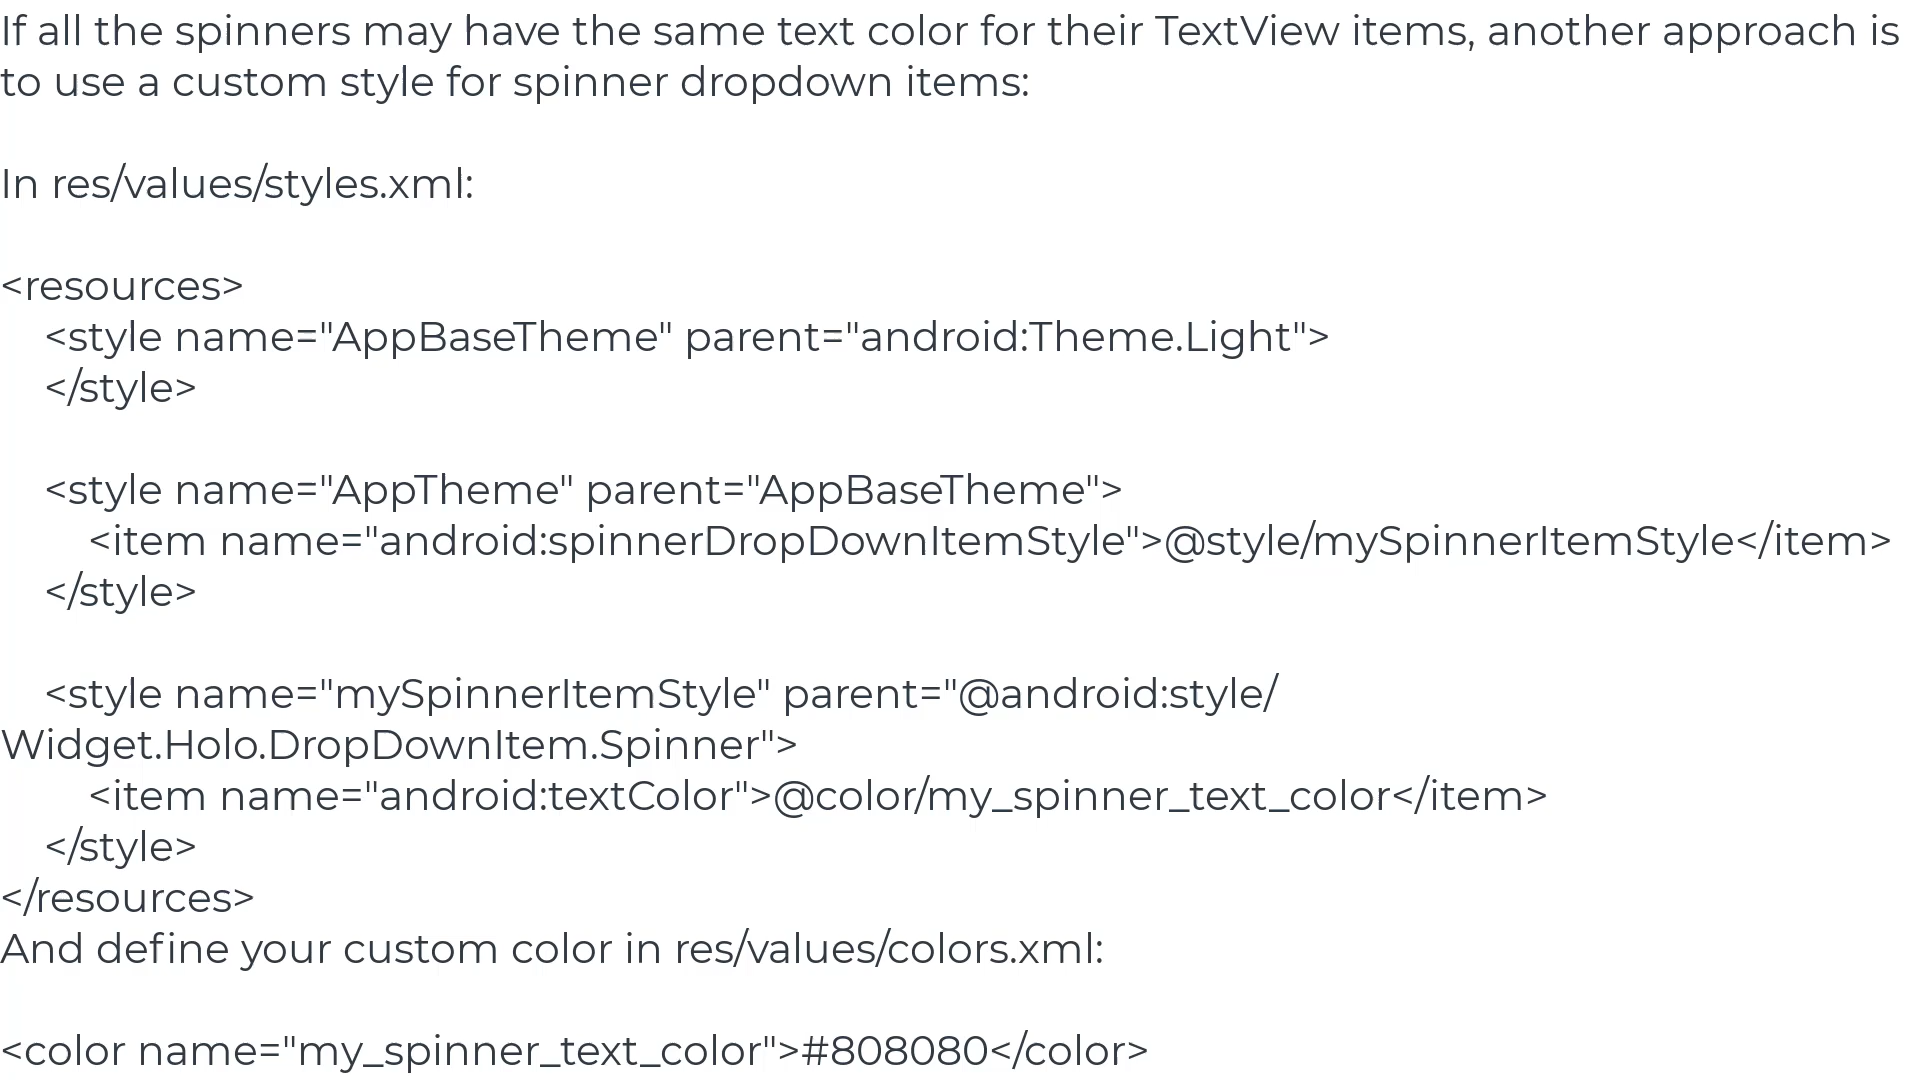 If all the spinners may have the same text color for their TextView items, another approach is
to use a custom style for spinner dropdown items:
In res/values/styles.xml:
<resources>
<style name="AppBaseTheme" parent="android:Theme.Light">
</style>
<style name="AppTheme" parent="AppBaseTheme">
<item name="android:spinnerDropDownItemStyle">@style/mySpinnerItemStyle</item>
</style>
<style name="mySpinnerItemStyle" parent="@android:style/
Widget.Holo.DropDownItem.Spinner">
<item name="android:textColor">@color/my_spinner_text_color</item>
</style>
</resources>
And define your custom color in res/values/colors.xml:
<color name="my_spinner_text_color">#808080</color>